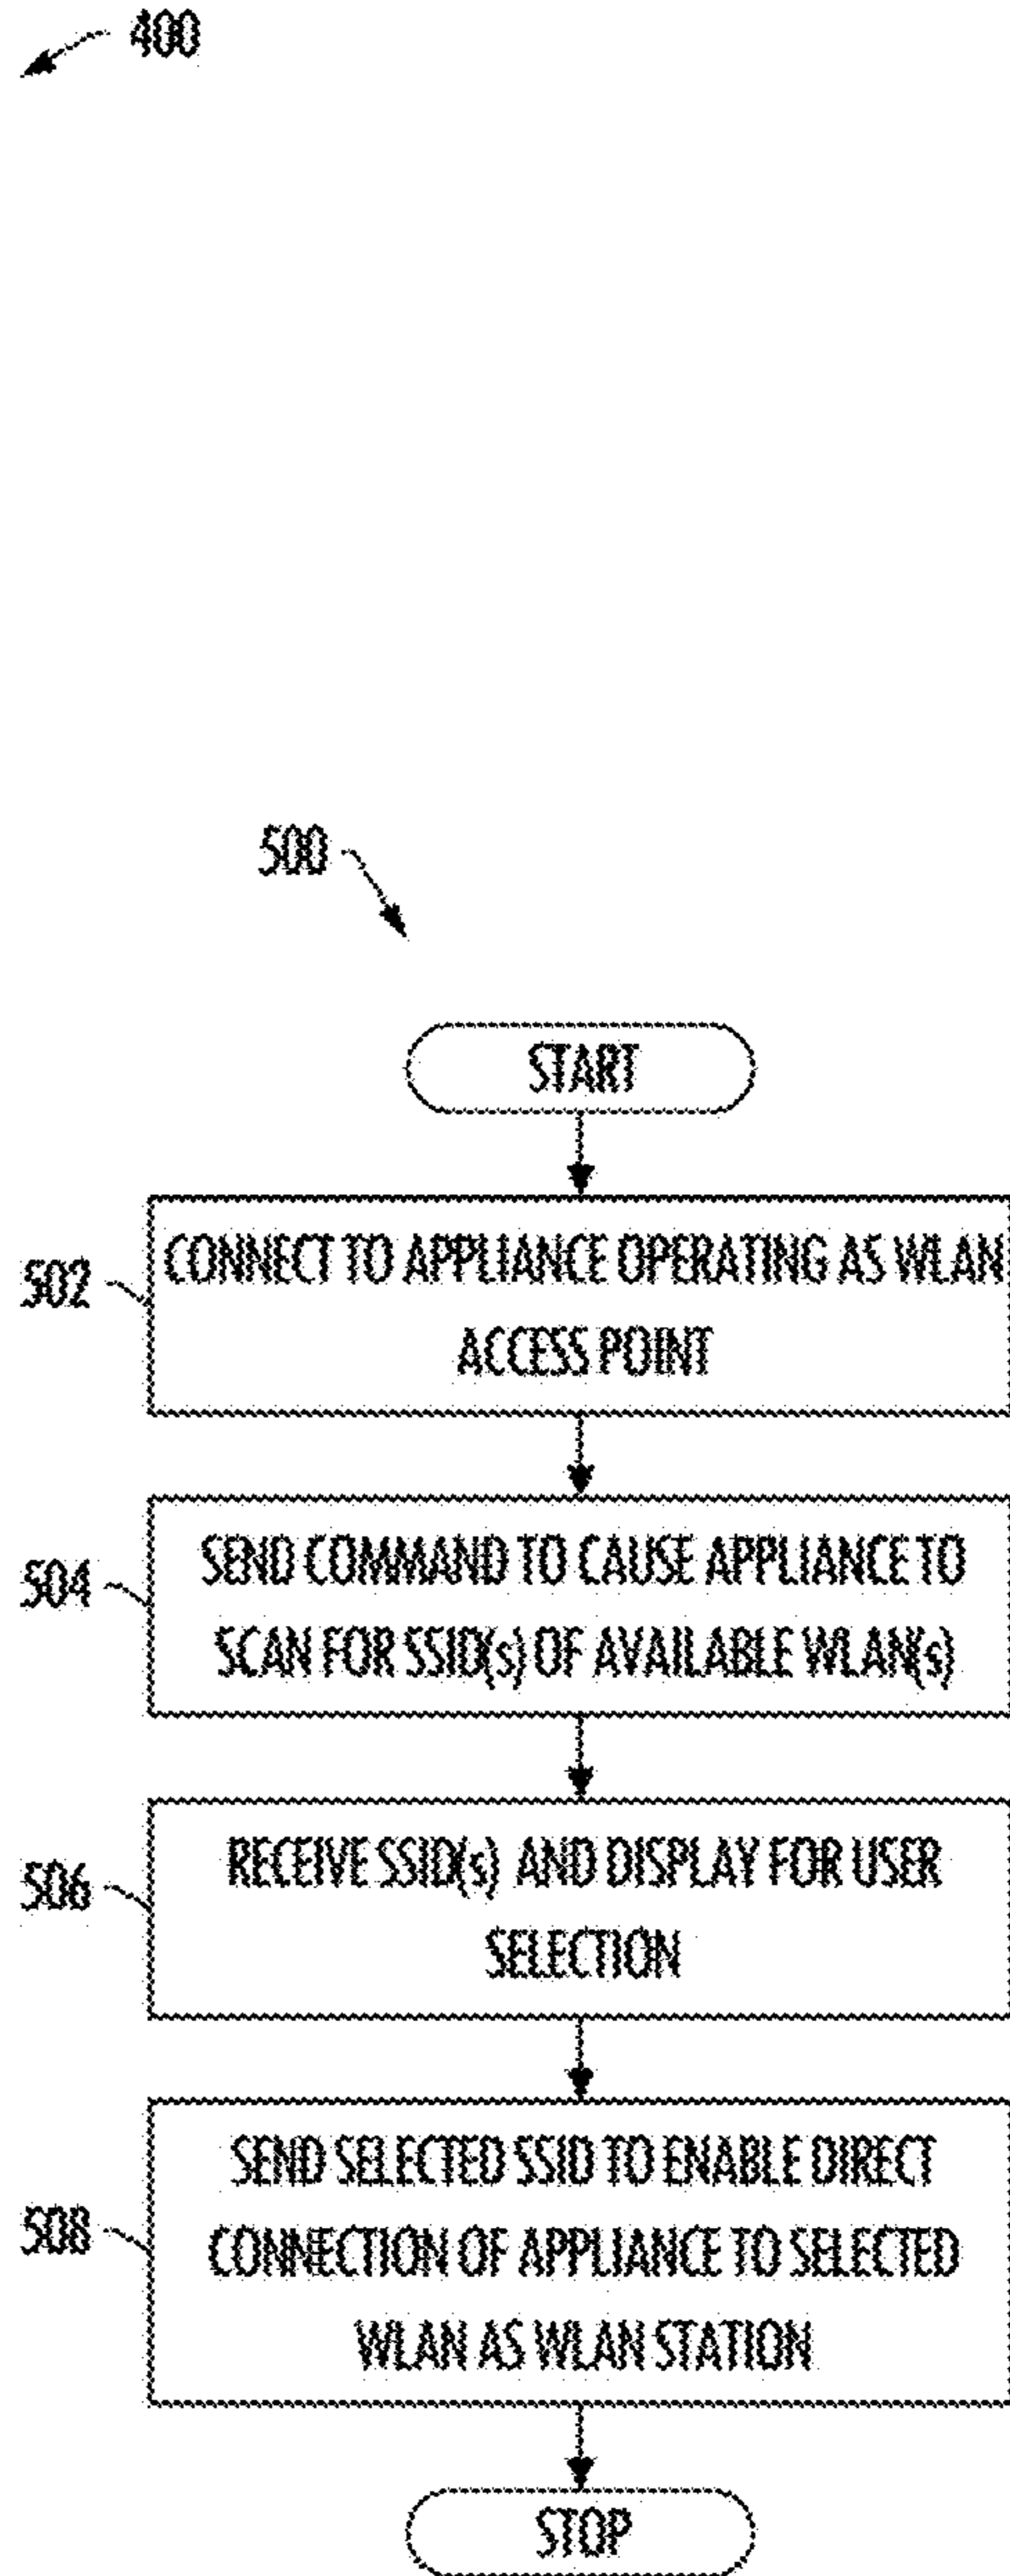 400
500
START
502
CONNECT TO APPLIANCE OPERATING AS WLAN
ACCESS POINT
504
SEND COMMAND TO CAUSE APPLIANCE TO
SCAN FOR SSID(s) OF AVAILABLE WLAN(s)
506
RECEIVE SSID(s) AND DISPLAY FOR USER
SELECTION
508
SEND SELECTED SSID TO ENABLE DIRECT
CONNECTION OF APPLIANCE TO SELECTED
WLAN AS WLAN STATION
STOP